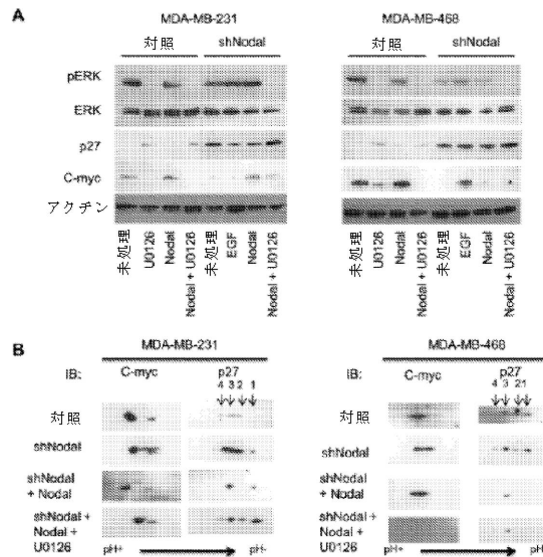 A
MDA-MB-231 MDA-MB-468
対照 shNodal 対照 shNodal
pERK
ERK
p27
C-myc
アクチン
未処理 U0126 Nodal Nodal + U0126 未処理 EGF Nodal Nodal + U0126 未処理 U0126 Nodal Nodal + U0126 未処理 EGF Nodal Nodal + U0126
B
MDA-MB-231 MDA-MB-468
IB: C-myc p27 IB: C-myc p27
4 3 2 1 4 3 21
対照 対照
shNodal shNodal
shNodal + Nodal shNodal + Nodal
shNodal + Nodal + U0126 shNodal + Nodal + U0126
pH+ pH- pH+